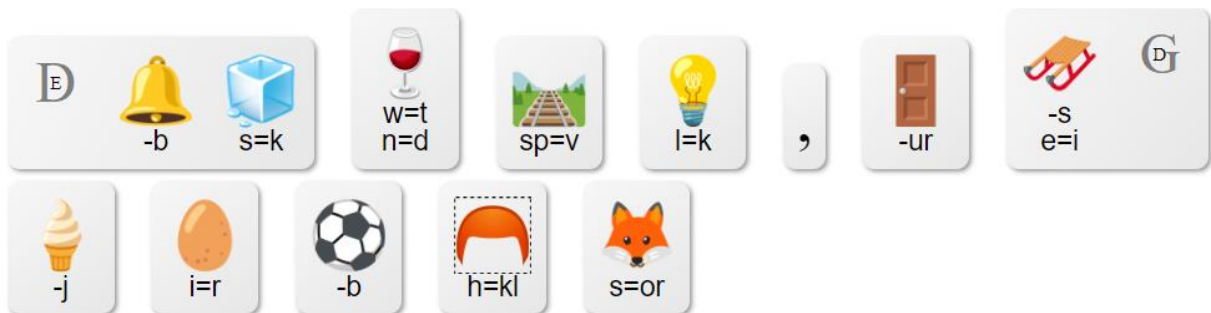 D E G D
w=t -s
-b s=k n=d sp=v l=k , -ur e=i
-j i=r -b h=kl s=or